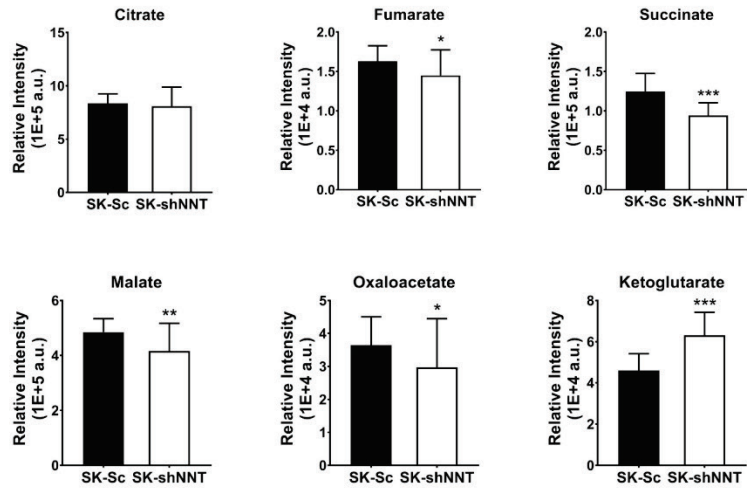 Citrate
Relative Intensity
(1E+5 a.u.)
15
10
5
0
SK-Sc SK-shNNT
Fumarate
Relative Intensity
(1E+4 a.u.)
2.0
1.5
1.0
0.5
0.0
*
SK-Sc SK-shNNT
Succinate
Relative Intensity
(1E+5 a.u.)
2.0
1.5
1.0
0.5
0.0
***
SK-Sc SK-shNNT
Malate
Relative Intensity
(1E+5 a.u.)
6
4
2
0
**
SK-Sc SK-shNNT
Oxaloacetate
Relative Intensity
(1E+4 a.u.)
5
4
3
2
1
0
*
SK-Sc SK-shNNT
Ketoglutarate
Relative Intensity
(1E+4 a.u.)
8
6
4
2
0
***
SK-Sc SK-shNNT